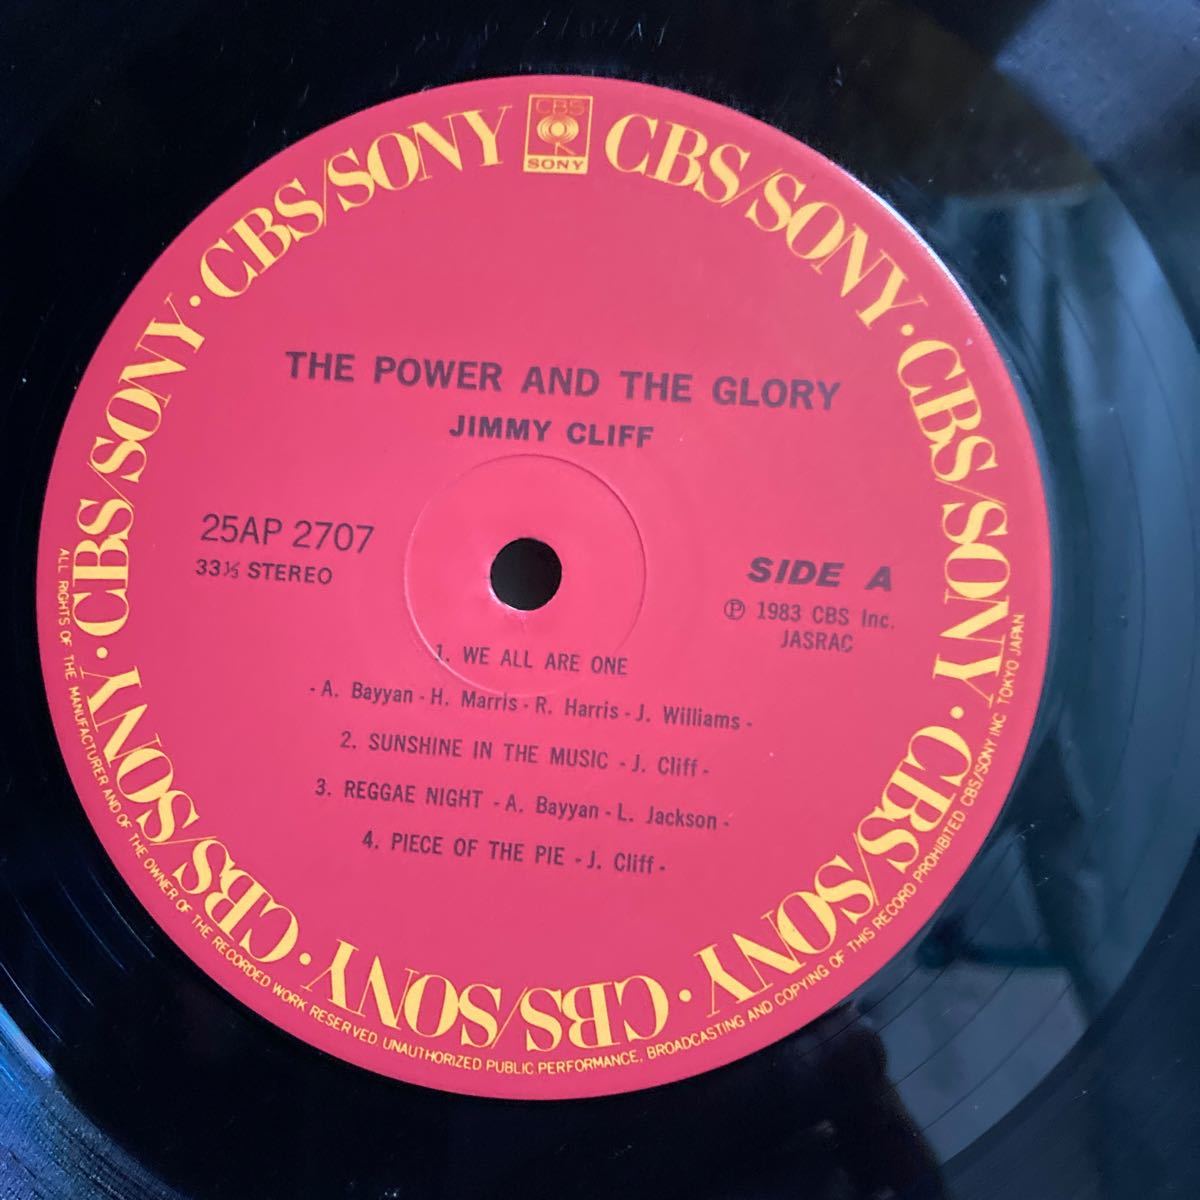 CBS
SONY
CBS/SONY · CBS/SONY · CBS/SONY · CBS/SONY · CBS/SONY · CBS/SONY · CBS/SONY · CBS/SONY
THE POWER AND THE GLORY
JIMMY CLIFF
25AP 2707
33⅓ STEREO
SIDE A
Ⓟ 1983 CBS Inc.
JASRAC
1. WE ALL ARE ONE
- A. Bayyan - H. Marris - R. Harris - J. Williams -
2. SUNSHINE IN THE MUSIC - J. Cliff -
3. REGGAE NIGHT - A. Bayyan - L. Jackson -
4. PIECE OF THE PIE - J. Cliff -
ALL RIGHTS OF THE MANUFACTURER AND OF THE OWNER OF THE RECORDED WORK RESERVED. UNAUTHORIZED PUBLIC PERFORMANCE, BROADCASTING AND COPYING OF THIS RECORD PROHIBITED CBS/SONY INC TOKYO JAPAN